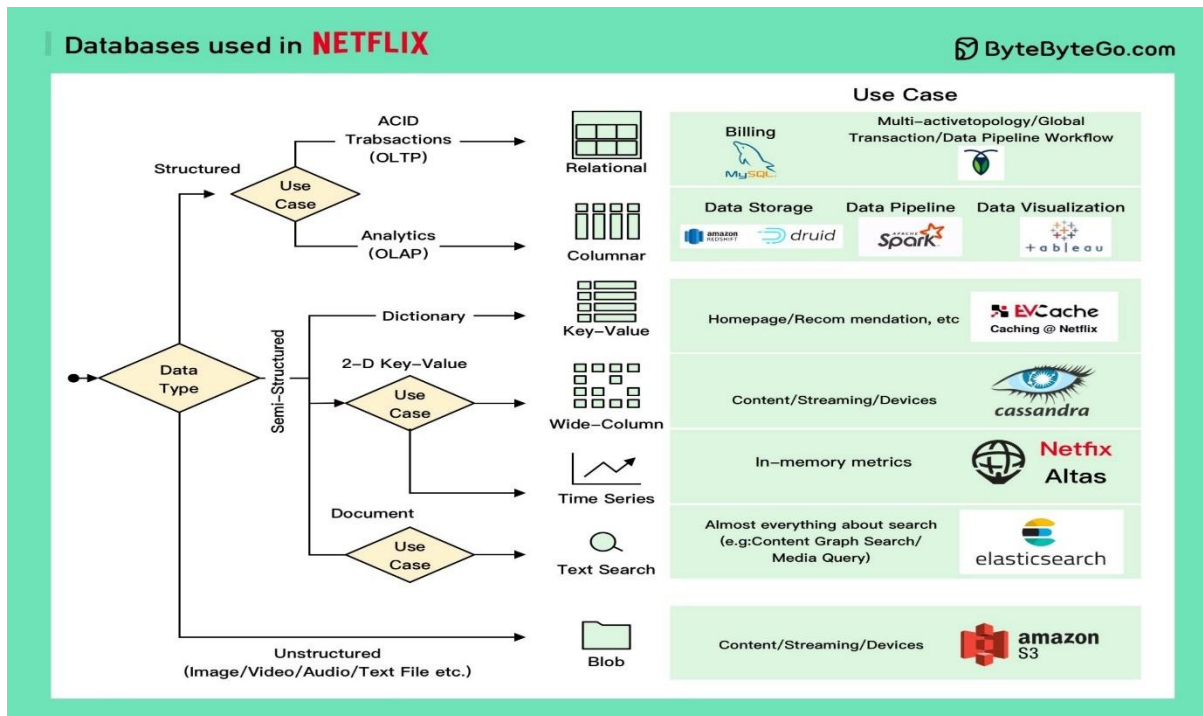 Databases used in NETFLIX
ByteByteGo.com
Use Case
ACID
Trabsactions
(OLTP)
Structured
Use
Case
Analytics
(OLAP)
Relational
Billing
MySQL
Multi-activetopology/Global
Transaction/Data Pipeline Workflow
Columnar
Data Storage
amazon
REDSHIFT
druid
Data Pipeline
APACHE
Spark
Data Visualization
+ableau
Data
Type
Semi-Structured
Dictionary
Key-Value
Homepage/Recom mendation, etc
EVCache
Caching @ Netflix
2-D Key-Value
Use
Case
Wide-Column
Content/Streaming/Devices
cassandra
Time Series
In-memory metrics
Netfix
Altas
Document
Use
Case
Text Search
Almost everything about search
(e.g:Content Graph Search/
Media Query)
elasticsearch
Unstructured
(Image/Video/Audio/Text File etc.)
Blob
Content/Streaming/Devices
amazon
S3